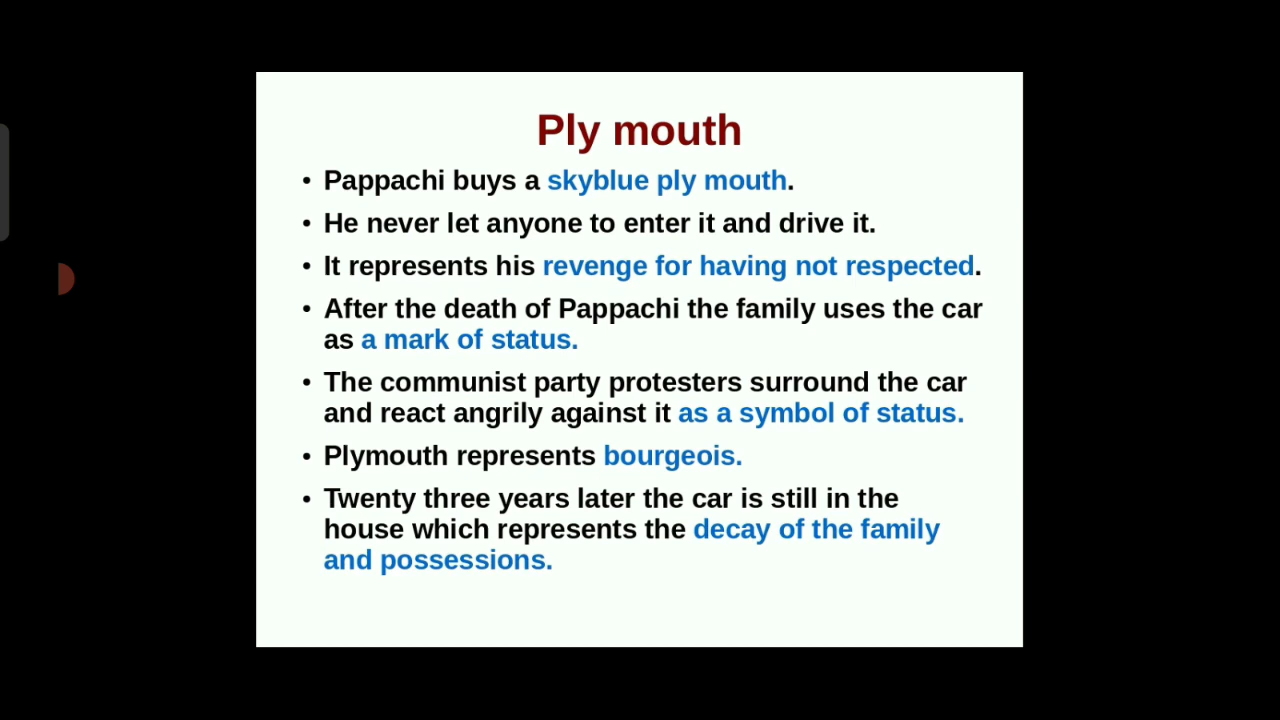 Ply mouth
• Pappachi buys a skyblue ply mouth.
• He never let anyone to enter it and drive it.
• It represents his revenge for having not respected.
• After the death of Pappachi the family uses the car
as a mark of status.
• The communist party protesters surround the car
and react angrily against it as a symbol of status.
• Plymouth represents bourgeois.
• Twenty three years later the car is still in the
house which represents the decay of the family
and possessions.